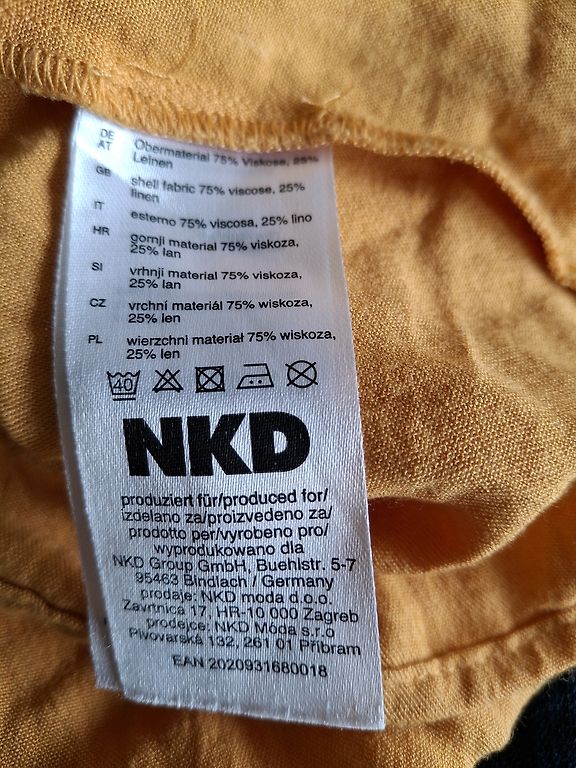 DE AT Obermaterial 75% Viskose, 25%
Leinen
GB shell fabric 75% viscose, 25%
linen
IT esterno 75% viscosa, 25% lino
HR gornji material 75% viskoza,
25% lan
SI vrhnji material 75% viskoza,
25% lan
CZ vrchní materiál 75% viskoza,
25% len
PL wierzchni materiał 75% wiskoza,
25% len
40
NKD
produziert für/produced for/
izdelano za/proizvedeno za/
prodotto per/vyrobeno pro/
wyprodukowano dla
NKD Group GmbH, Buehlstr. 5-7
95463 Bindlach / Germany
prodaje: NKD moda d.o.o.
Zavrtnica 17, HR-10 000 Zagreb
prodejce: NKD Móda s.r.o
Pivovarská 132, 261 01 Příbram
EAN 2020931680018